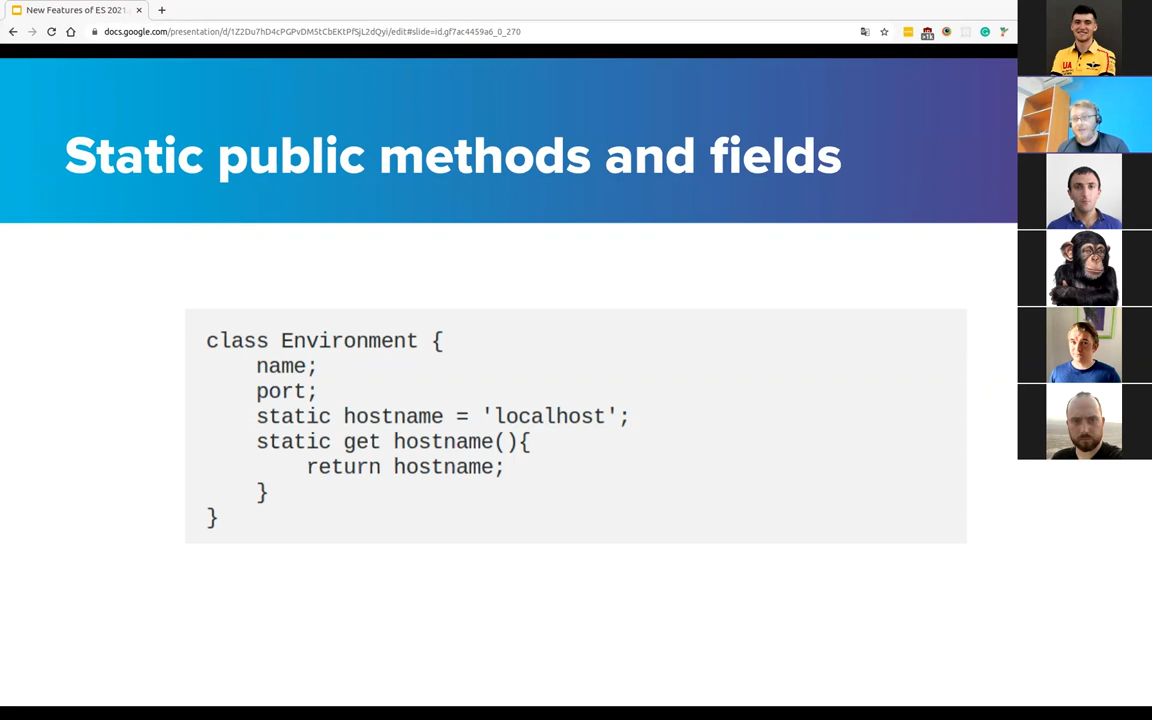 New Features of ES 2021
docs.google.com/presentation/d/1Z2Du7hD4cPGPvDM5tCbEKtPfSjL2dQyi/edit#slide=id.gf7ac4459a6_0_270
Static public methods and fields
class Environment {
name;
port;
static hostname = 'localhost';
static get hostname(){
return hostname;
}
}
UA